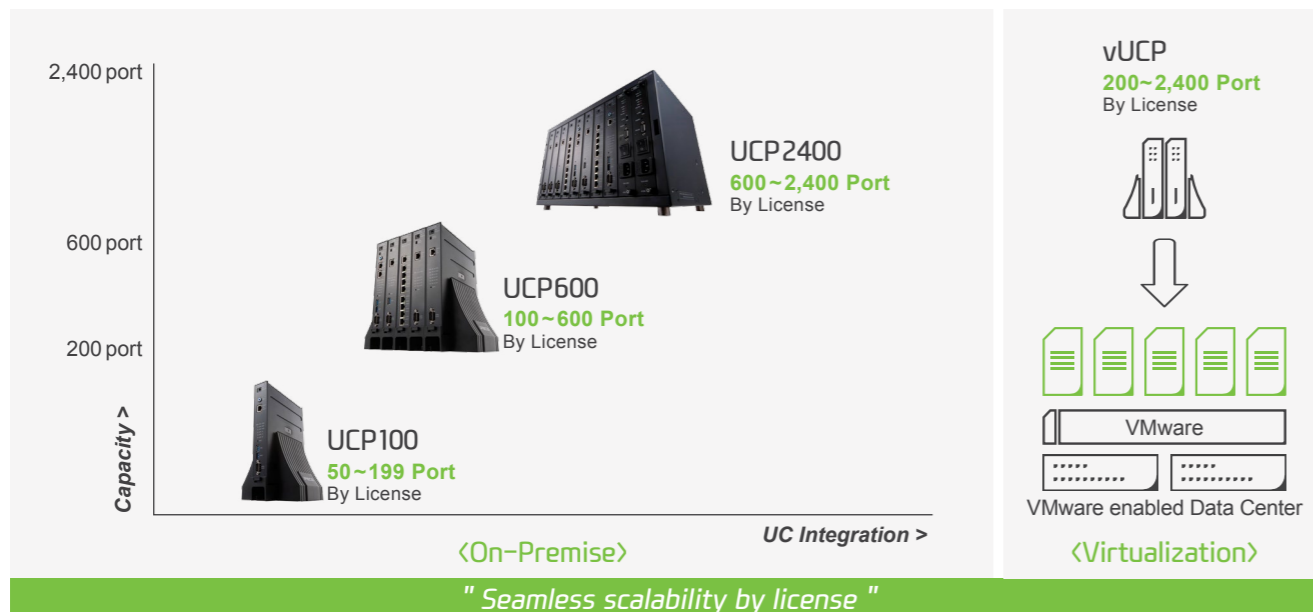 2,400 port
600 port
200 port
Capacity >
UCP2400
600~2,400 Port
By License
UCP600
100~600 Port
By License
UCP100
50~199 Port
By License
UC Integration >
<On-Premise>
vUCP
200~2,400 Port
By License
VMware
VMware enabled Data Center
<Virtualization>
" Seamless scalability by license "